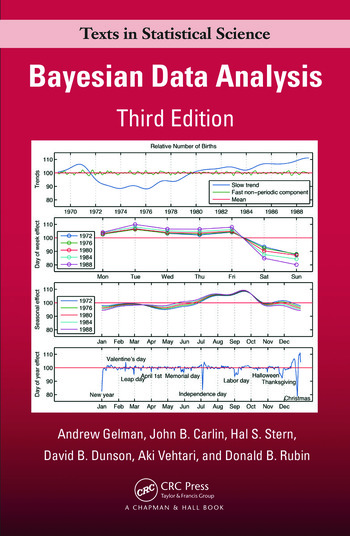 Texts in Statistical Science
Bayesian Data Analysis
Third Edition
Relative Number of Births
Trends
110
100
90
80
Slow trend
Fast non-periodic component
Mean
1970 1972 1974 1976 1978 1980 1982 1984 1986 1988
Day of week effect
110
100
90
80
1972
1976
1980
1984
1988
Mon Tue Wed Thu Fri Sat Sun
Seasonal effect
110
100
90
80
1972
1976
1980
1984
1988
Jan Feb Mar Apr May Jun Jul Aug Sep Oct Nov Dec
Day of year effect
110
100
90
80
Valentine's day
Leap day
April 1st
Memorial day
Labor day
Halloween
Thanksgiving
New year
Independence day
Christmas
Jan Feb Mar Apr May Jun Jul Aug Sep Oct Nov Dec
Andrew Gelman, John B. Carlin, Hal S. Stern,
David B. Dunson, Aki Vehtari, and Donald B. Rubin
CRC
CRC Press
Taylor & Francis Group
A CHAPMAN & HALL BOOK